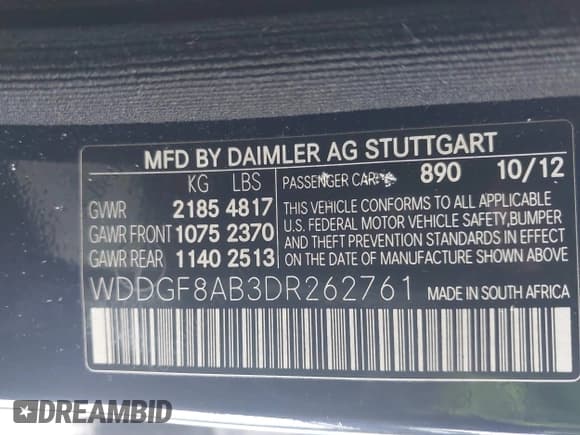 MFD BY DAIMLER AG STUTTGART
KG LBS
GVWR 2185 4817
GAWR FRONT 1075 2370
GAWR REAR 1140 2513
PASSENGER CAR 890 10/12
THIS VEHICLE CONFORMS TO ALL APPLICABLE
U.S. FEDERAL MOTOR VEHICLE SAFETY, BUMPER
AND THEFT PREVENTION STANDARDS IN EFFECT
ON THE DATE OF MANUFACTURE SHOWN ABOVE
WDDGF8AB3DR262761 MADE IN SOUTH AFRICA
DREAMBID